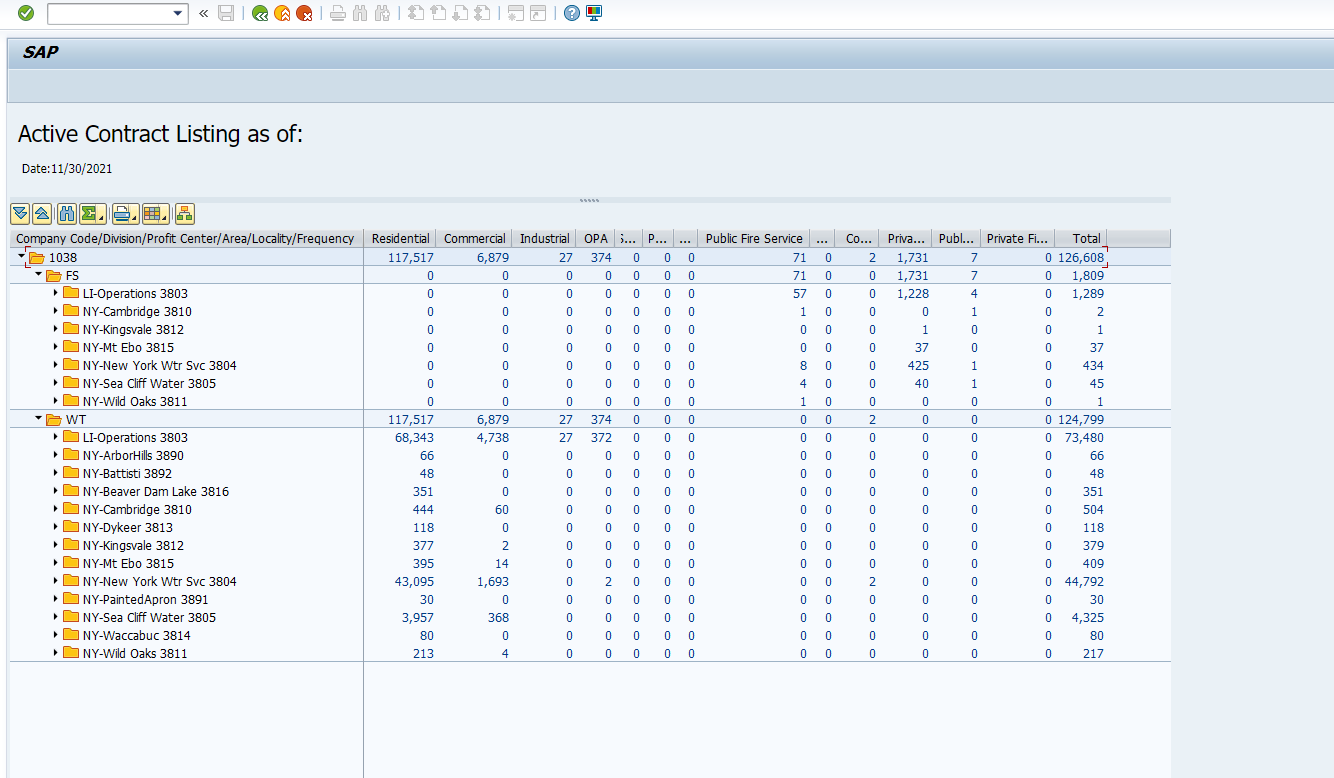 SAP
Active Contract Listing as of:
Date:11/30/2021
Company Code/Division/Profit Center/Area/Locality/Frequency Residential Commercial Industrial OPA S... P... ... Public Fire Service ... Co... Priva... Publ... Private Fi... Total
1038 117,517 6,879 27 374 0 0 0 71 0 2 1,731 7 0 126,608
FS 0 0 0 0 0 0 0 71 0 0 1,731 7 0 1,809
LI-Operations 3803 0 0 0 0 0 0 0 57 0 0 1,228 4 0 1,289
NY-Cambridge 3810 0 0 0 0 0 0 0 1 0 0 0 1 0 2
NY-Kingsvale 3812 0 0 0 0 0 0 0 0 0 0 1 0 0 1
NY-Mt Ebo 3815 0 0 0 0 0 0 0 0 0 0 37 0 0 37
NY-New York Wtr Svc 3804 0 0 0 0 0 0 0 8 0 0 425 1 0 434
NY-Sea Cliff Water 3805 0 0 0 0 0 0 0 4 0 0 40 1 0 45
NY-Wild Oaks 3811 0 0 0 0 0 0 0 1 0 0 0 0 0 1
WT 117,517 6,879 27 374 0 0 0 0 0 2 0 0 0 124,799
LI-Operations 3803 68,343 4,738 27 372 0 0 0 0 0 0 0 0 0 73,480
NY-ArborHills 3890 66 0 0 0 0 0 0 0 0 0 0 0 0 66
NY-Battisti 3892 48 0 0 0 0 0 0 0 0 0 0 0 0 48
NY-Beaver Dam Lake 3816 351 0 0 0 0 0 0 0 0 0 0 0 0 351
NY-Cambridge 3810 444 60 0 0 0 0 0 0 0 0 0 0 0 504
NY-Dykeer 3813 118 0 0 0 0 0 0 0 0 0 0 0 0 118
NY-Kingsvale 3812 377 2 0 0 0 0 0 0 0 0 0 0 0 379
NY-Mt Ebo 3815 395 14 0 0 0 0 0 0 0 0 0 0 0 409
NY-New York Wtr Svc 3804 43,095 1,693 0 2 0 0 0 0 0 2 0 0 0 44,792
NY-PaintedApron 3891 30 0 0 0 0 0 0 0 0 0 0 0 0 30
NY-Sea Cliff Water 3805 3,957 368 0 0 0 0 0 0 0 0 0 0 0 4,325
NY-Waccabuc 3814 80 0 0 0 0 0 0 0 0 0 0 0 0 80
NY-Wild Oaks 3811 213 4 0 0 0 0 0 0 0 0 0 0 0 217